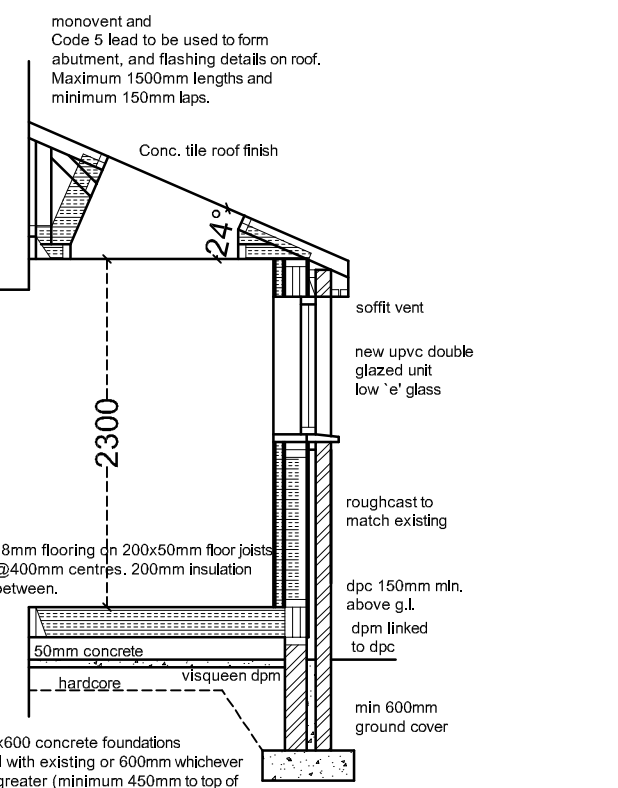 monovent and
Code 5 lead to be used to form
abutment, and flashing details on roof.
Maximum 1500mm lengths and
minimum 150mm laps.
Conc. tile roof finish
24°
soffit vent
new upvc double
glazed unit
low `e' glass
2300
roughcast to
match existing
8mm flooring on 200x50mm floor joists
@400mm centres. 200mm insulation
between.
dpc 150mm min.
above g.l.
dpm linked
to dpc
50mm concrete
visqueen dpm
hardcore
min 600mm
ground cover
x600 concrete foundations
with existing or 600mm whichever
greater (minimum 450mm to top of